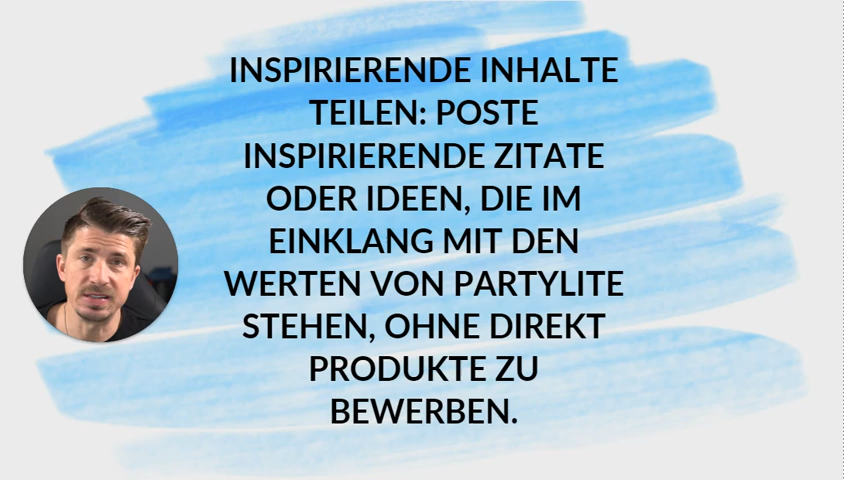 INSPIRIERENDE INHALTE
TEILEN: POSTE
INSPIRIERENDE ZITATE
ODER IDEEN, DIE IM
EINKLANG MIT DEN
WERTEN VON PARTYLITE
STEHEN, OHNE DIREKT
PRODUKTE ZU
BEWERBEN.